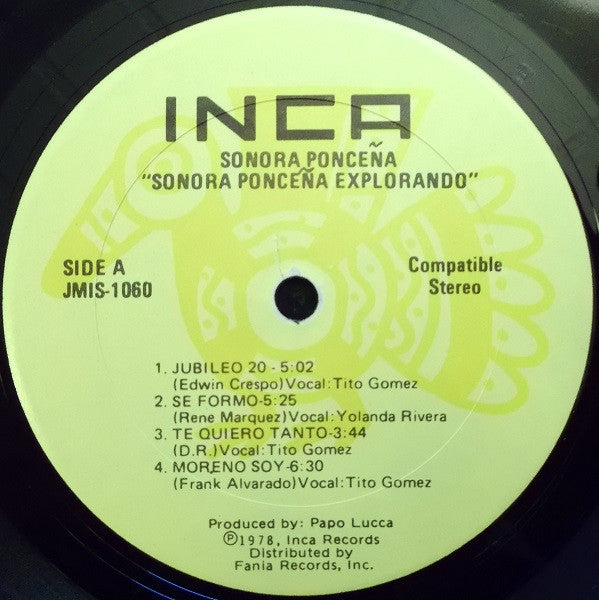 INCA
SONORA PONCEÑA
"SONORA PONCEÑA EXPLORANDO"
SIDE A
JMIS-1060
Compatible
Stereo
1. JUBILEO 20 - 5:02
(Edwin Crespo) Vocal: Tito Gomez
2. SE FORMO-5:25
(Rene Marquez) Vocal: Yolanda Rivera
3. TE QUIERO TANTO-3:44
(D.R.) Vocal: Tito Gomez
4. MORENO SOY-6:30
(Frank Alvarado) Vocal: Tito Gomez
Produced by: Papo Lucca
Ⓟ1978, Inca Records
Distributed by
Fania Records, Inc.